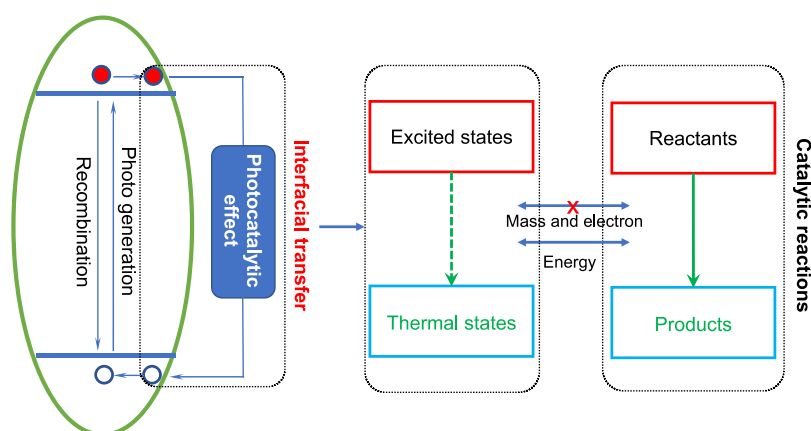 Recombination
Photo generation
Photocatalytic
effect
Interfacial transfer
Excited states
Thermal states
X
Mass and electron
Energy
Reactants
Products
Catalytic reactions